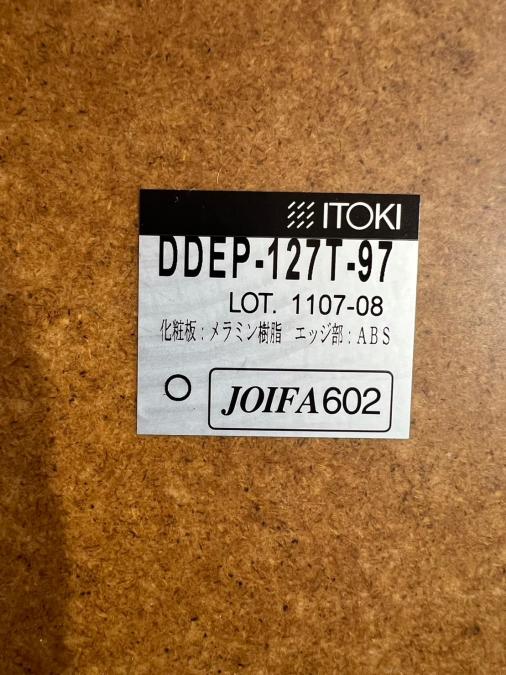 ITOKI
DDEP-127T-97
LOT. 1107-08
化粧板：メラミン樹脂 エッジ部：ABS
○ JOIFA602